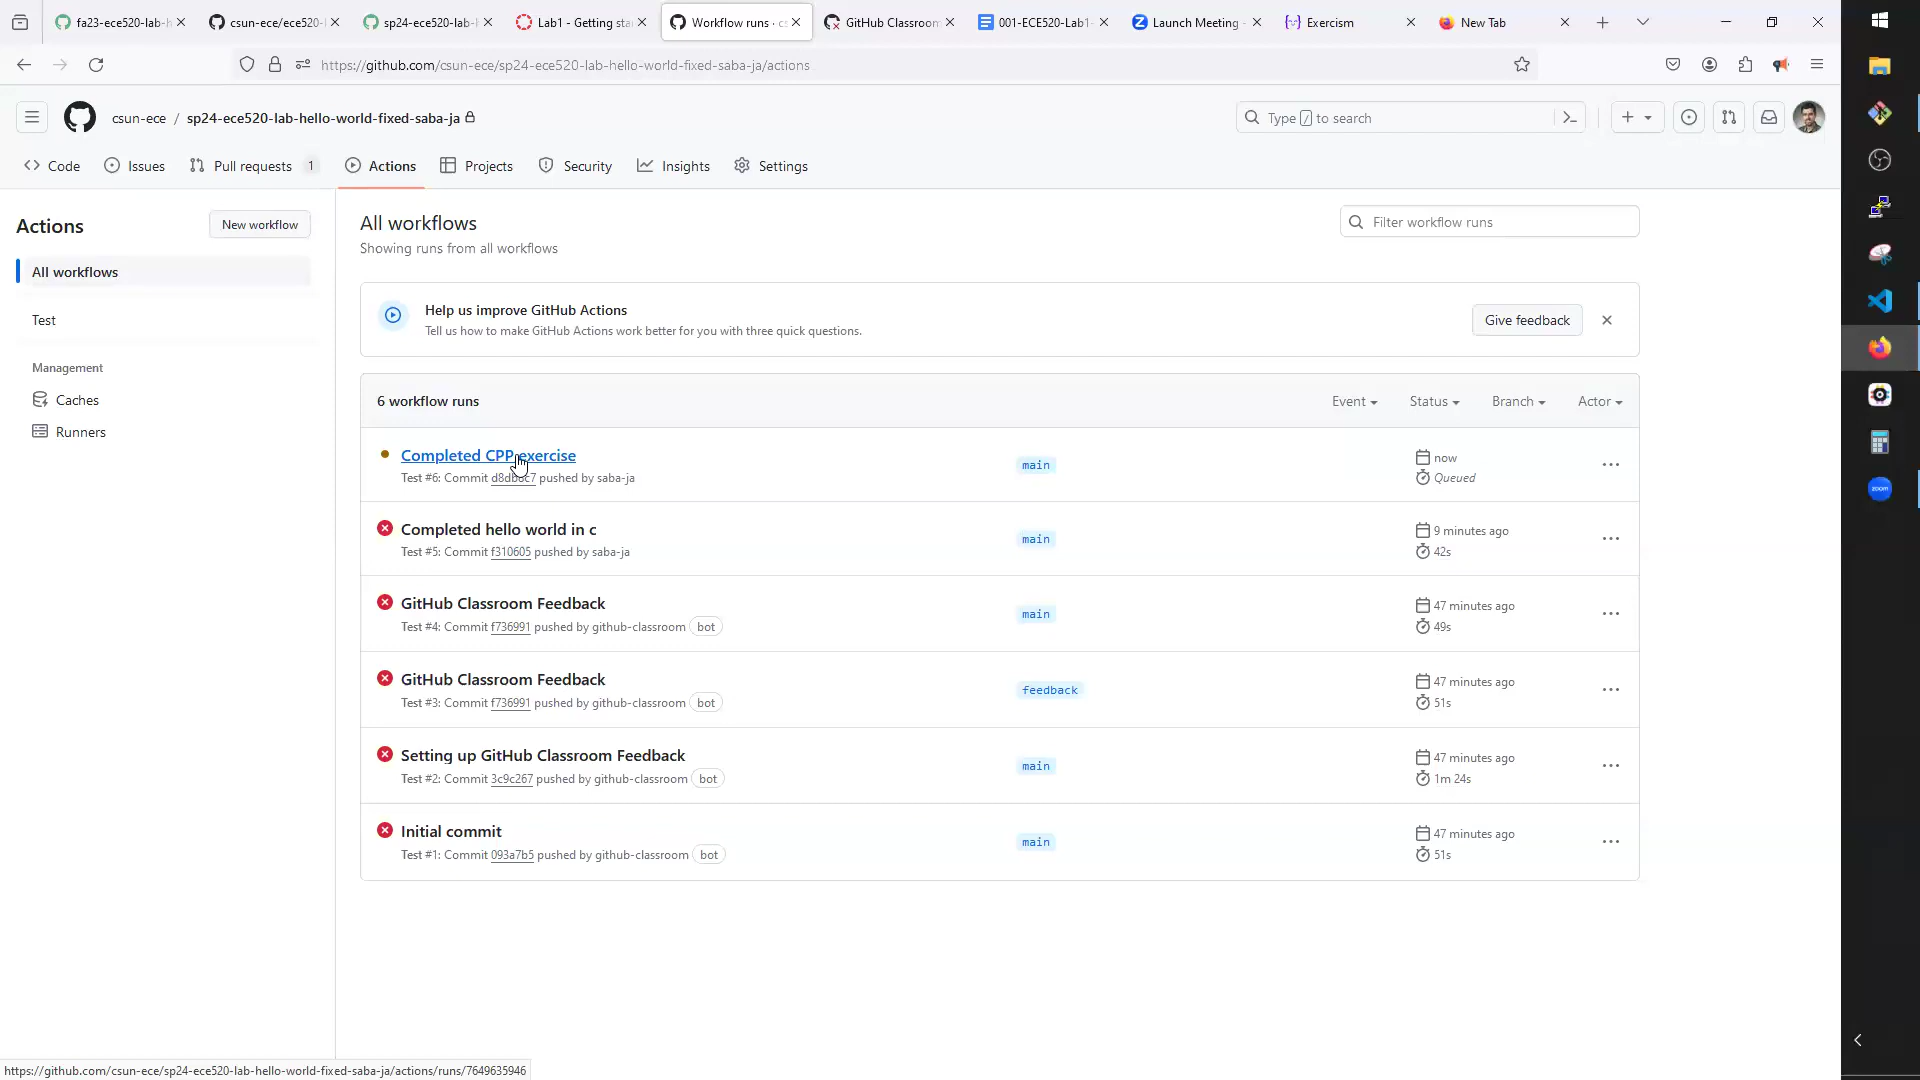 fa23-ece520-lab-h
csun-ece/ece520-l
sp24-ece520-lab-h
Lab1 - Getting sta
Workflow runs · cs
GitHub Classroom
001-ECE520-Lab1-
Launch Meeting -
Exercism
New Tab
https://github.com/csun-ece/sp24-ece520-lab-hello-world-fixed-saba-ja/actions
csun-ece / sp24-ece520-lab-hello-world-fixed-saba-ja
Type / to search
Code
Issues
Pull requests 1
Actions
Projects
Security
Insights
Settings
Actions
New workflow
All workflows
Test
Management
Caches
Runners
All workflows
Showing runs from all workflows
Filter workflow runs
Help us improve GitHub Actions
Tell us how to make GitHub Actions work better for you with three quick questions.
Give feedback
6 workflow runs
Event
Status
Branch
Actor
Completed CPP exercise
Test #6: Commit pushed by saba-ja
main
now
Queued
Completed hello world in c
Test #5: Commit f310605 pushed by saba-ja
main
9 minutes ago
42s
GitHub Classroom Feedback
Test #4: Commit f736991 pushed by github-classroom bot
main
47 minutes ago
49s
GitHub Classroom Feedback
Test #3: Commit f736991 pushed by github-classroom bot
feedback
47 minutes ago
51s
Setting up GitHub Classroom Feedback
Test #2: Commit 3c9c267 pushed by github-classroom bot
main
47 minutes ago
1m 24s
Initial commit
Test #1: Commit 093a7b5 pushed by github-classroom bot
main
47 minutes ago
51s
zoom
https://github.com/csun-ece/sp24-ece520-lab-hello-world-fixed-saba-ja/actions/runs/7649635946